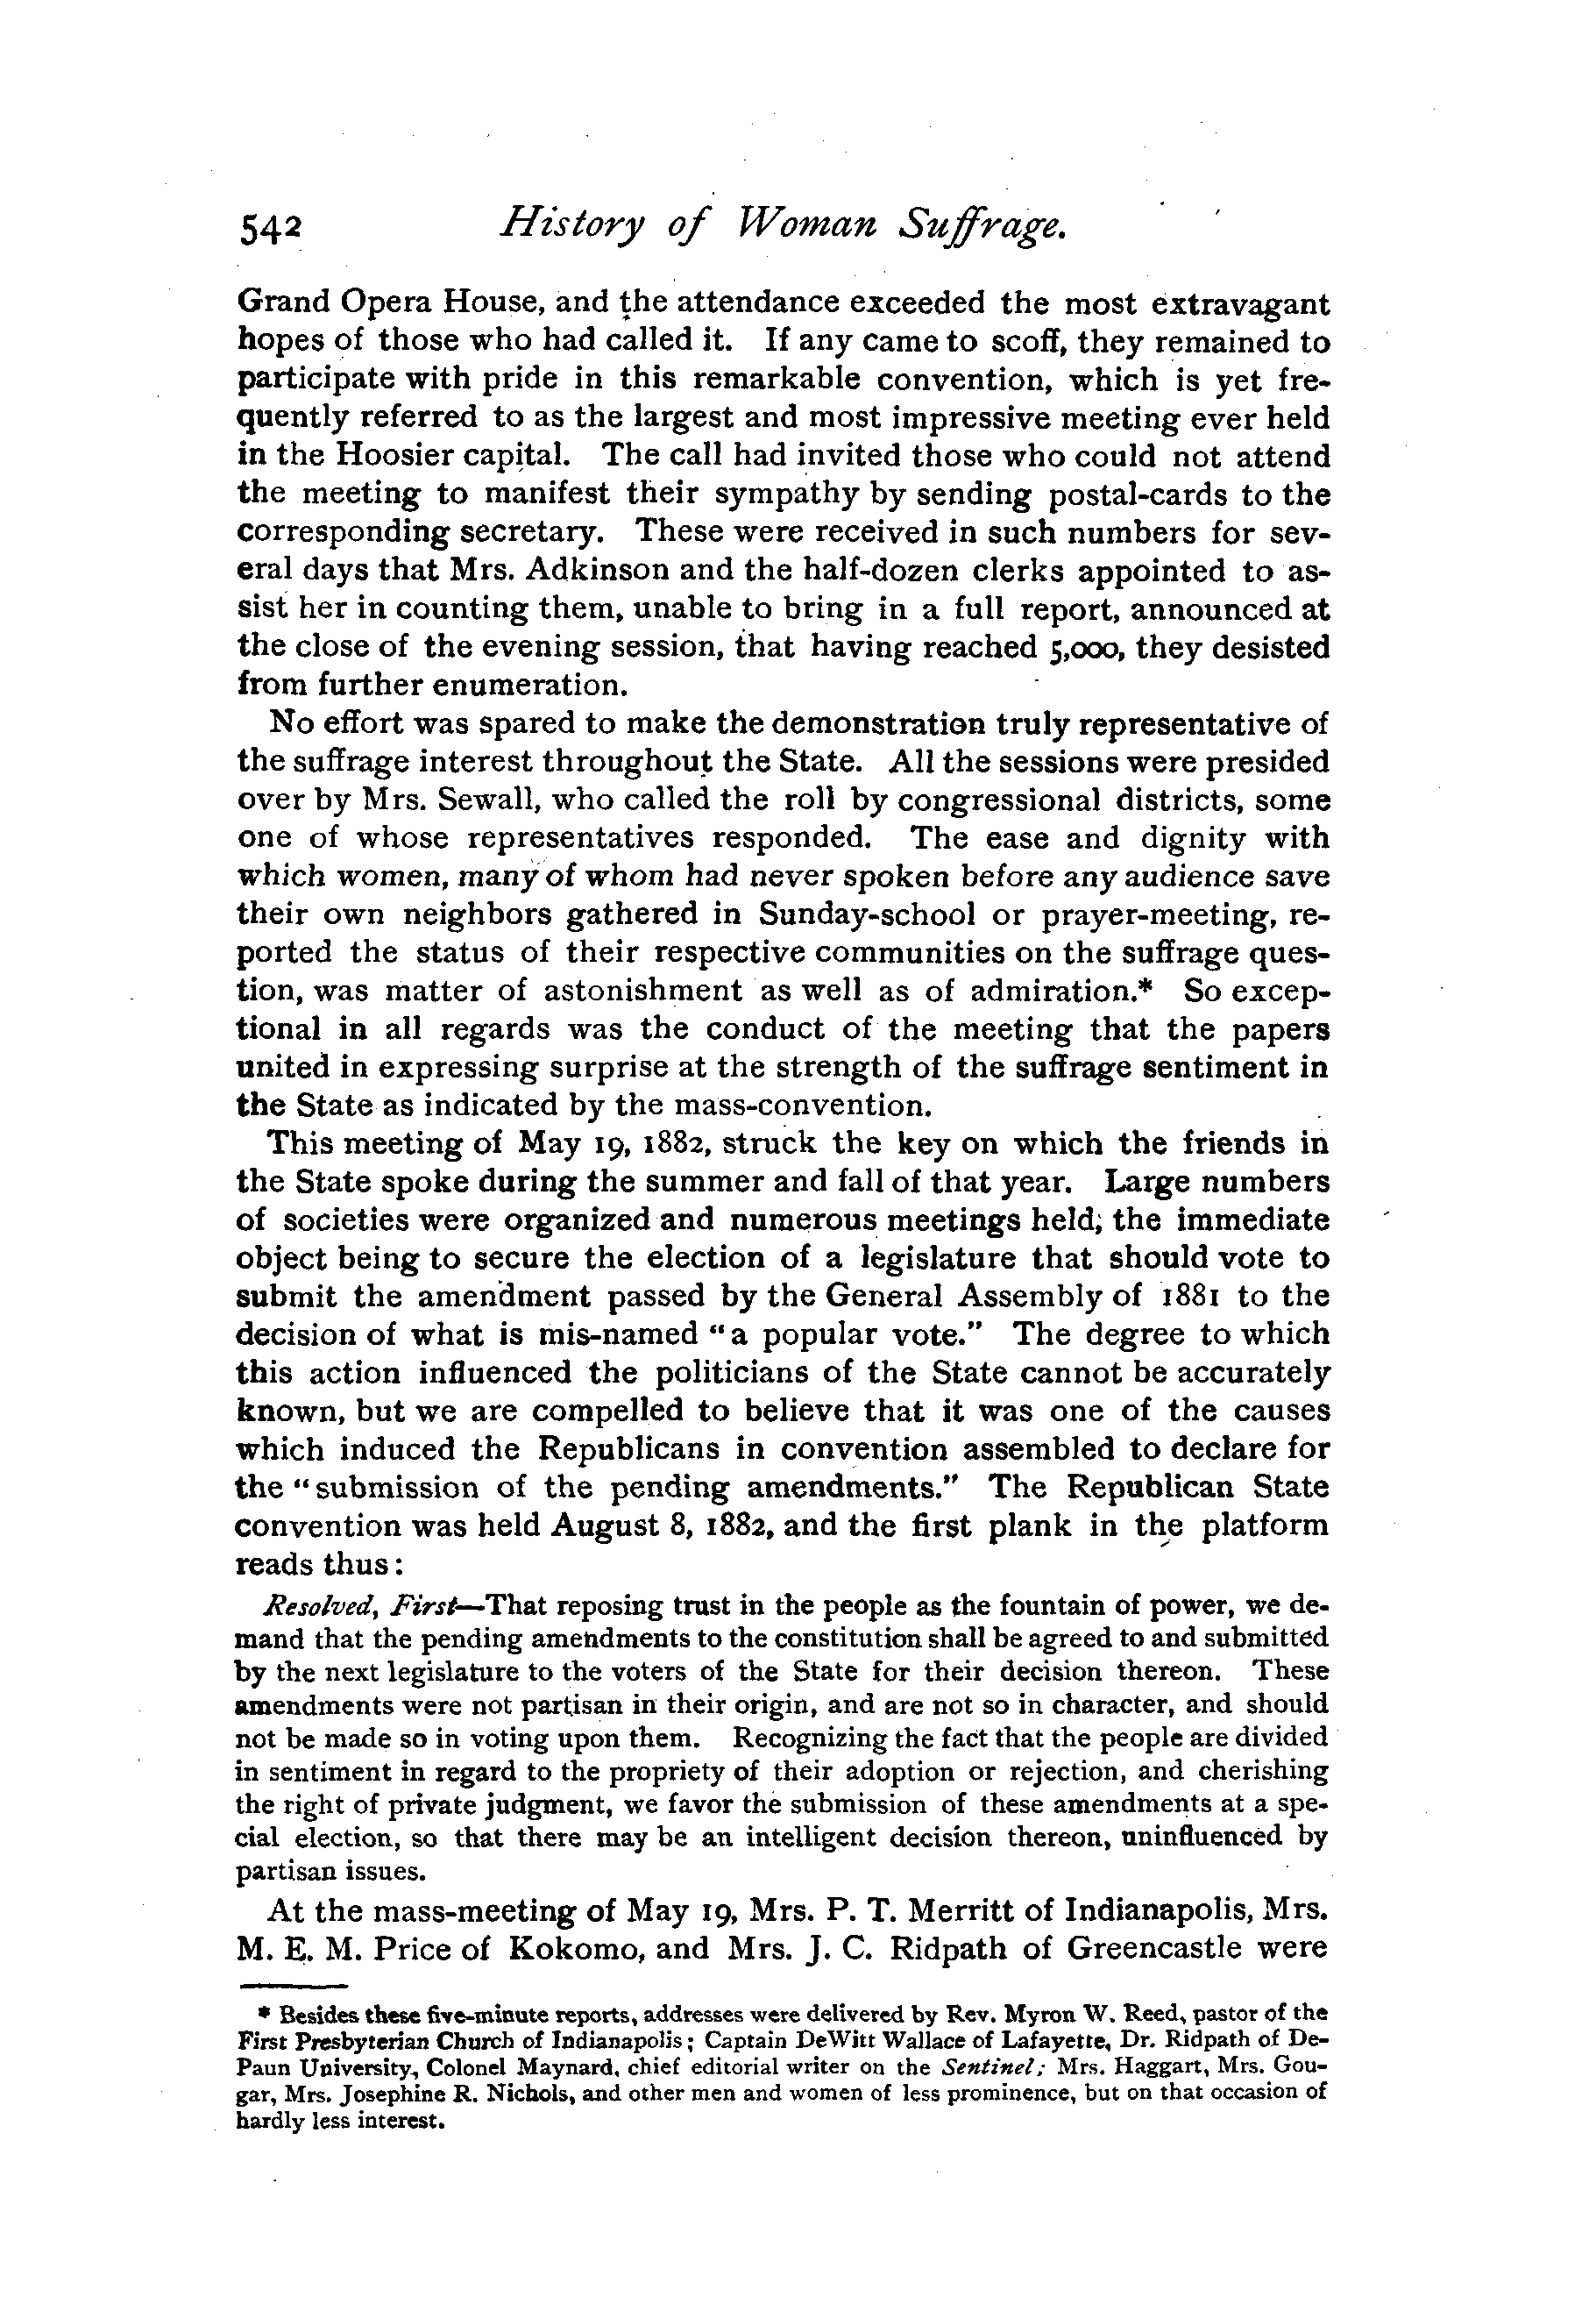 542 History of Woman Suffrage.
Grand Opera House, and the attendance exceeded the most extravagant
hopes of those who had called it. If any came to scoff, they remained to
participate with pride in this remarkable convention, which is yet fre-
quently referred to as the largest and most impressive meeting ever held
in the Hoosier capital. The call had invited those who could not attend
the meeting to manifest their sympathy by sending postal-cards to the
corresponding secretary. These were received in such numbers for sev-
eral days that Mrs. Adkinson and the half-dozen clerks appointed to as-
sist her in counting them, unable to bring in a full report, announced at
the close of the evening session, that having reached 5,000, they desisted
from further enumeration.
No effort was spared to make the demonstration truly representative of
the suffrage interest throughout the State. All the sessions were presided
over by Mrs. Sewall, who called the roll by congressional districts, some
one of whose representatives responded. The ease and dignity with
which women, many of whom had never spoken before any audience save
their own neighbors gathered in Sunday-school or prayer-meeting, re-
ported the status of their respective communities on the suffrage ques-
tion, was matter of astonishment as well as of admiration.* So excep-
tional in all regards was the conduct of the meeting that the papers
united in expressing surprise at the strength of the suffrage sentiment in
the State as indicated by the mass-convention.
This meeting of May 19, 1882, struck the key on which the friends in
the State spoke during the summer and fall of that year. Large numbers
of societies were organized and numerous meetings held; the immediate
object being to secure the election of a legislature that should vote to
submit the amendment passed by the General Assembly of 1881 to the
decision of what is mis-named "a popular vote." The degree to which
this action influenced the politicians of the State cannot be accurately
known, but we are compelled to believe that it was one of the causes
which induced the Republicans in convention assembled to declare for
the "submission of the pending amendments." The Republican State
convention was held August 8, 1882, and the first plank in the platform
reads thus:
Resolved, First—That reposing trust in the people as the fountain of power, we de-
mand that the pending amendments to the constitution shall be agreed to and submitted
by the next legislature to the voters of the State for their decision thereon. These
amendments were not partisan in their origin, and are not so in character, and should
not be made so in voting upon them. Recognizing the fact that the people are divided
in sentiment in regard to the propriety of their adoption or rejection, and cherishing
the right of private judgment, we favor the submission of these amendments at a spe-
cial election, so that there may be an intelligent decision thereon, uninfluenced by
partisan issues.
At the mass-meeting of May 19, Mrs. P. T. Merritt of Indianapolis, Mrs.
M. E. M. Price of Kokomo, and Mrs. J. C. Ridpath of Greencastle were
* Besides these five-minute reports, addresses were delivered by Rev. Myron W. Reed, pastor of the
First Presbyterian Church of Indianapolis; Captain DeWitt Wallace of Lafayette, Dr. Ridpath of De-
Paun University, Colonel Maynard, chief editorial writer on the Sentinel; Mrs. Haggart, Mrs. Gou-
gar, Mrs. Josephine R. Nichols, and other men and women of less prominence, but on that occasion of
hardly less interest.